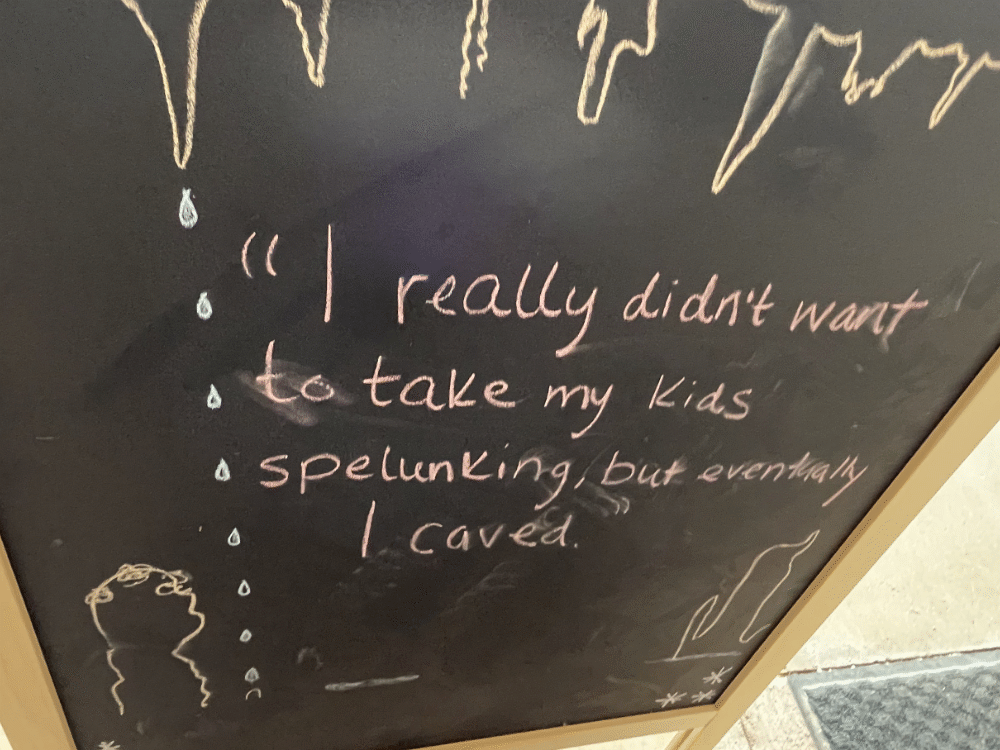 “ I really didn't want
to take my kids
spelunking, but eventually
I caved.”